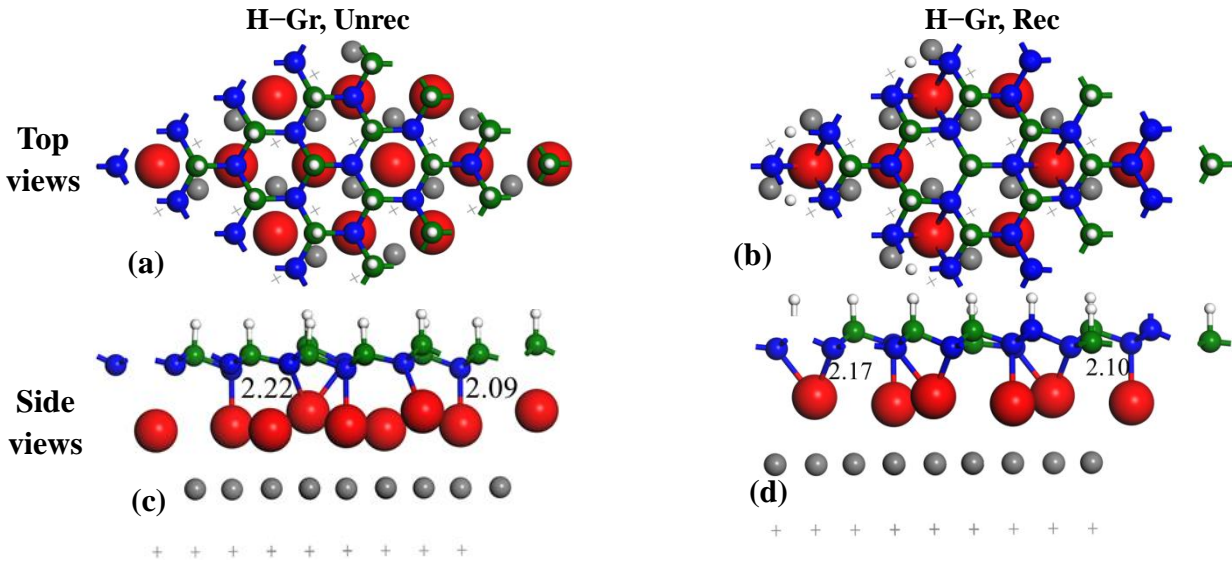 H−Gr, Unrec
H−Gr, Rec
Top
views
(a)
(b)
Side
views
2.22
2.09
2.17
2.10
(c)
(d)